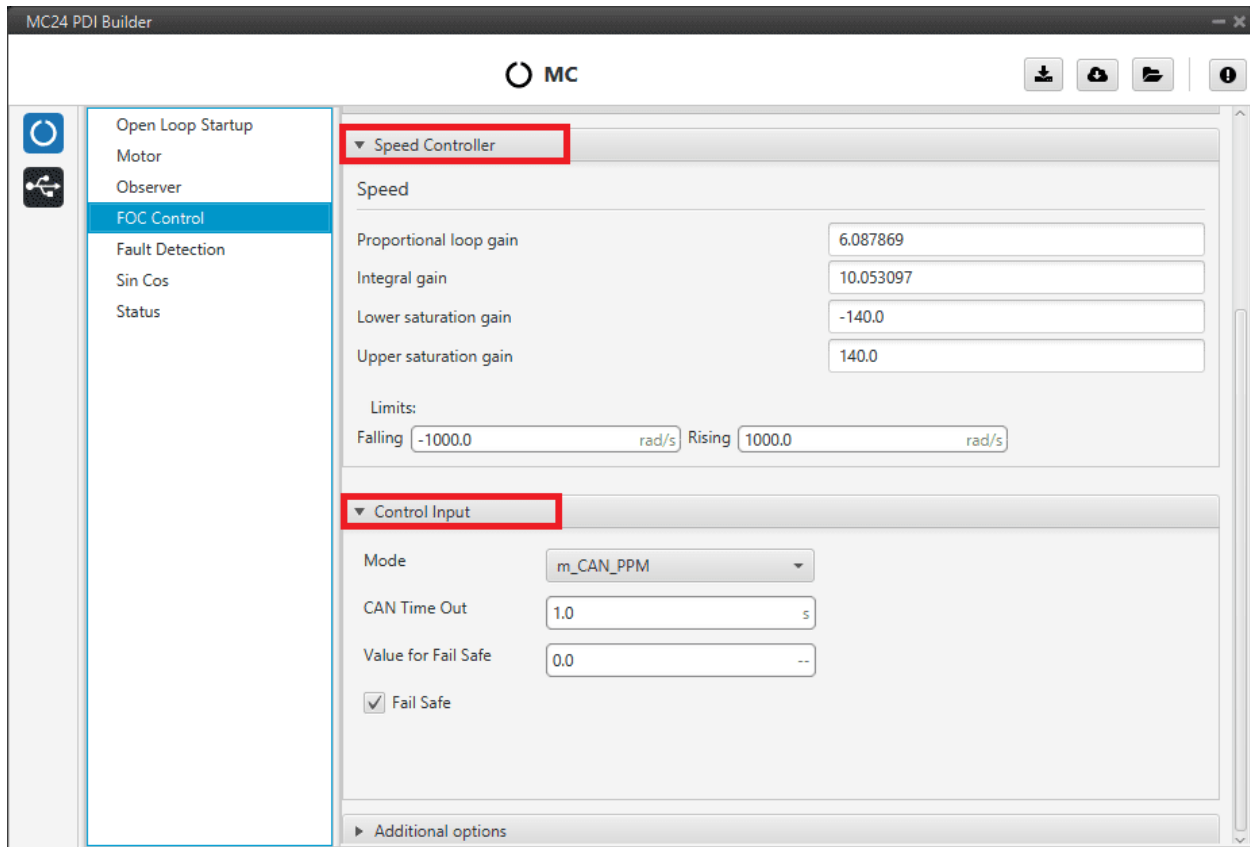 MC24 PDI Builder
MC
Open Loop Startup
Motor
Observer
FOC Control
Fault Detection
Sin Cos
Status
Speed Controller
Speed
Proportional loop gain 6.087869
Integral gain 10.053097
Lower saturation gain -140.0
Upper saturation gain 140.0
Limits:
Falling -1000.0 rad/s Rising 1000.0 rad/s
Control Input
Mode m_CAN_PPM
CAN Time Out 1.0 s
Value for Fail Safe 0.0 --
Fail Safe
Additional options